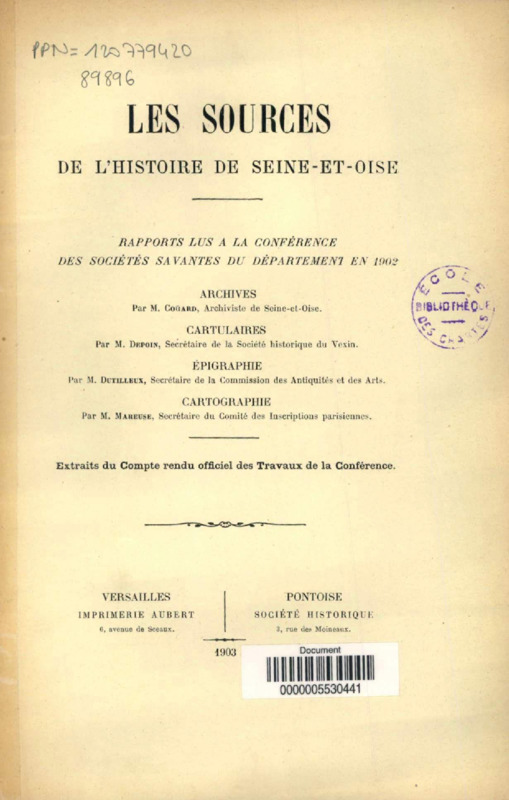 PPN = 120779420
89896
LES SOURCES
DE L'HISTOIRE DE SEINE-ET-OISE
RAPPORTS LUS A LA CONFÉRENCE
DES SOCIÉTÉS SAVANTES DU DÉPARTEMENT EN 1902
ARCHIVES
Par M. COÜARD, Archiviste de Seine-et-Oise.
CARTULAIRES
Par M. DEPOIN, Secrétaire de la Société historique du Vexin.
ÉPIGRAPHIE
Par M. DUTILLEUX, Secrétaire de la Commission des Antiquités et des Arts.
CARTOGRAPHIE
Par M. MAREUSE, Secrétaire du Comité des Inscriptions parisiennes.
ÉCOLE
BIBLIOTHÈQUE
DES CHARTES
Extraits du Compte rendu officiel des Travaux de la Conférence.
VERSAILLES
IMPRIMERIE AUBERT
6, avenue de Sceaux.
PONTOISE
SOCIÉTÉ HISTORIQUE
3, rue des Moineaux.
1903
Document
0000005530441